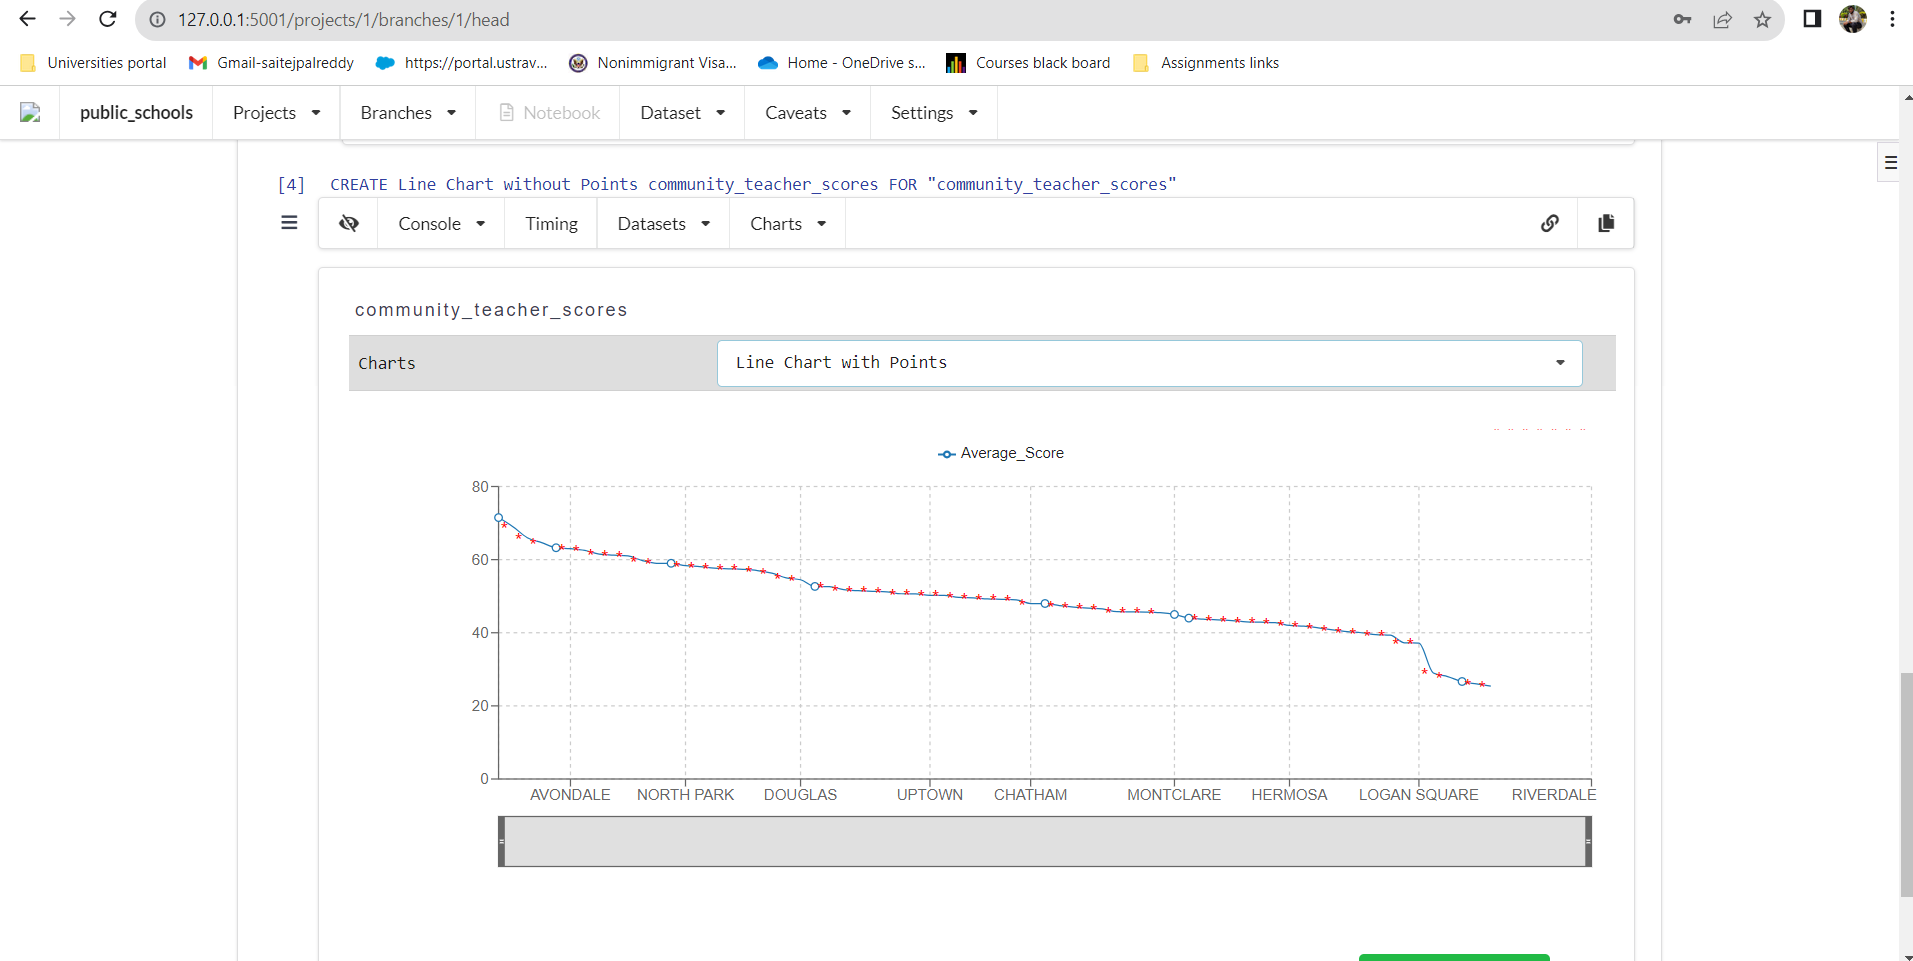 127.0.0.1:5001/projects/1/branches/1/head
Universities portal Gmail-saitejpalreddy https://portal.ustrav... Nonimmigrant Visa... Home - OneDrive s... Courses black board Assignments links
public_schools Projects Branches Notebook Dataset Caveats Settings
[4] CREATE Line Chart without Points community_teacher_scores FOR "community_teacher_scores"
Console Timing Datasets Charts
community_teacher_scores
Charts Line Chart with Points
Average_Score
80
60
40
20
0
AVONDALE NORTH PARK DOUGLAS UPTOWN CHATHAM MONTCLARE HERMOSA LOGAN SQUARE RIVERDALE